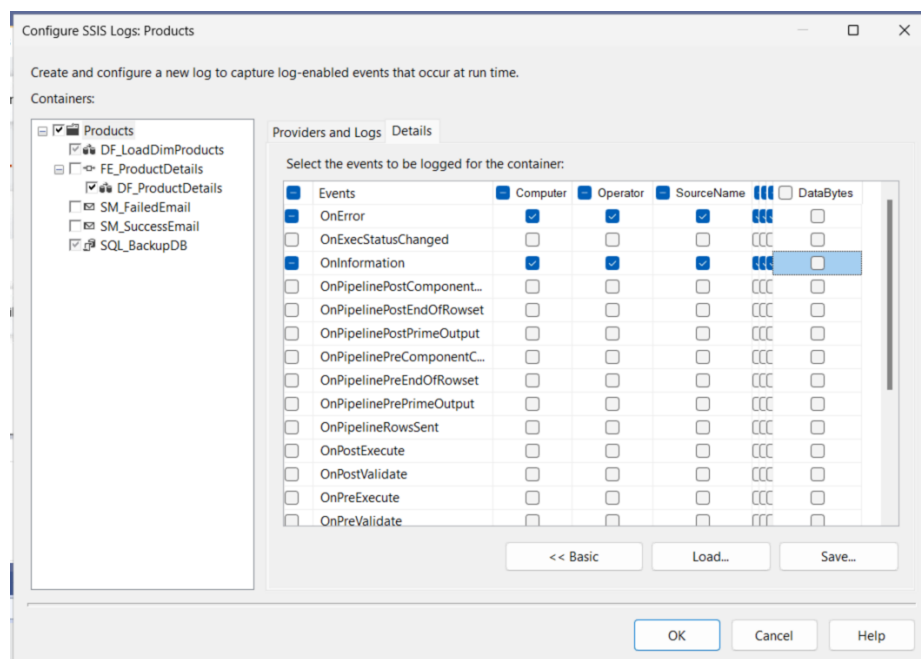 Configure SSIS Logs: Products
Create and configure a new log to capture log-enabled events that occur at run time.
Containers:
Products
DF_LoadDimProducts
FE_ProductDetails
DF_ProductDetails
SM_FailedEmail
SM_SuccessEmail
SQL_BackupDB
Providers and Logs Details
Select the events to be logged for the container:
Events Computer Operator SourceName DataBytes
OnError
OnExecStatusChanged
OnInformation
OnPipelinePostComponent...
OnPipelinePostEndOfRowset
OnPipelinePostPrimeOutput
OnPipelinePreComponentC...
OnPipelinePreEndOfRowset
OnPipelinePrePrimeOutput
OnPipelineRowsSent
OnPostExecute
OnPostValidate
OnPreExecute
OnPreValidate
<< Basic Load... Save...
OK Cancel Help